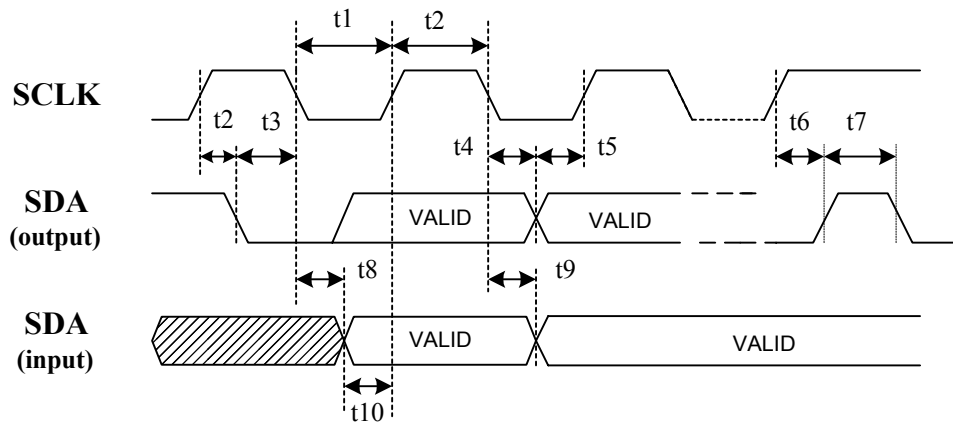 t1 t2
SCLK
t2 t3 t4 t5 t6 t7
SDA
(output)
VALID VALID
t8 t9
SDA
(input)
VALID VALID
t10